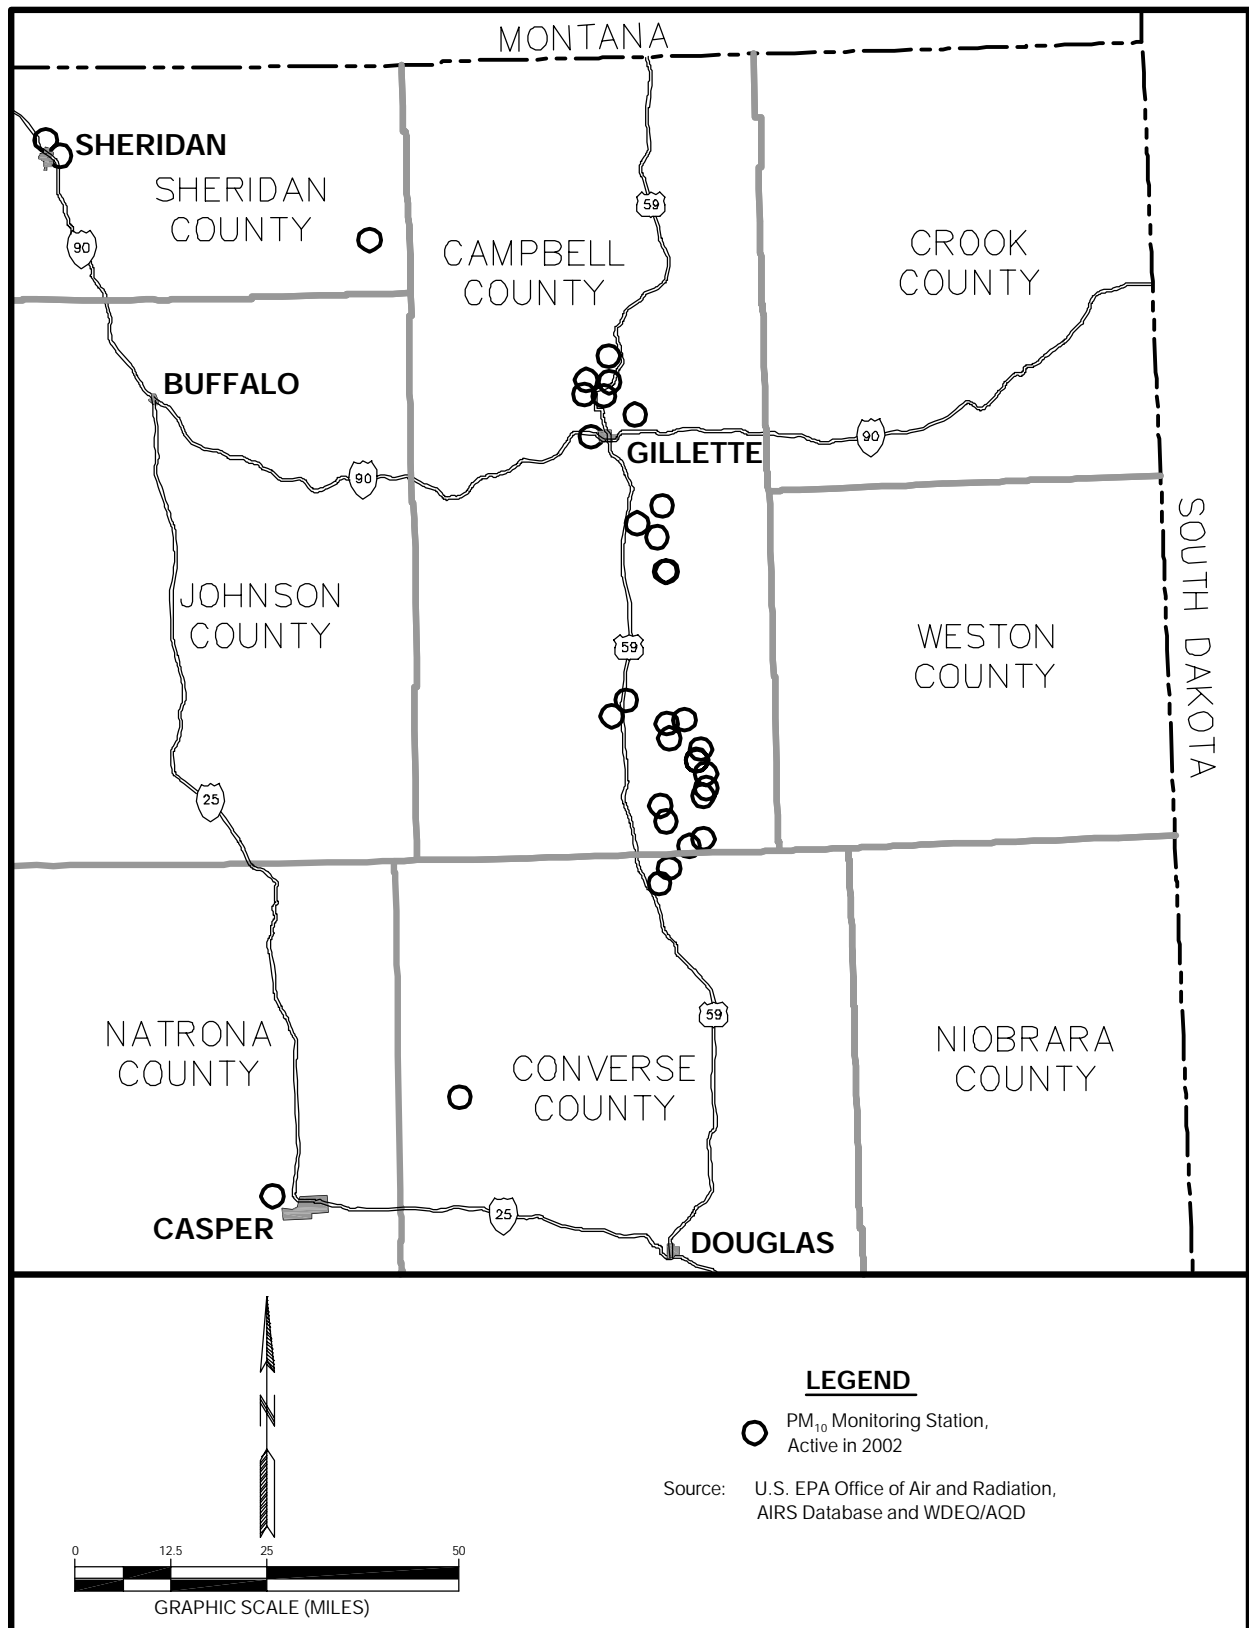 MONTANA
SHERIDAN
SHERIDAN
COUNTY
59
90
CAMPBELL
COUNTY
CROOK
COUNTY
BUFFALO
GILLETTE
90
90
SOUTH DAKOTA
JOHNSON
COUNTY
59
WESTON
COUNTY
25
59
NATRONA
COUNTY
CONVERSE
COUNTY
NIOBRARA
COUNTY
CASPER
25
DOUGLAS
LEGEND
PM10 Monitoring Station,
Active in 2002
Source: U.S. EPA Office of Air and Radiation,
AIRS Database and WDEQ/AQD
N
0 12.5 25 50
GRAPHIC SCALE (MILES)